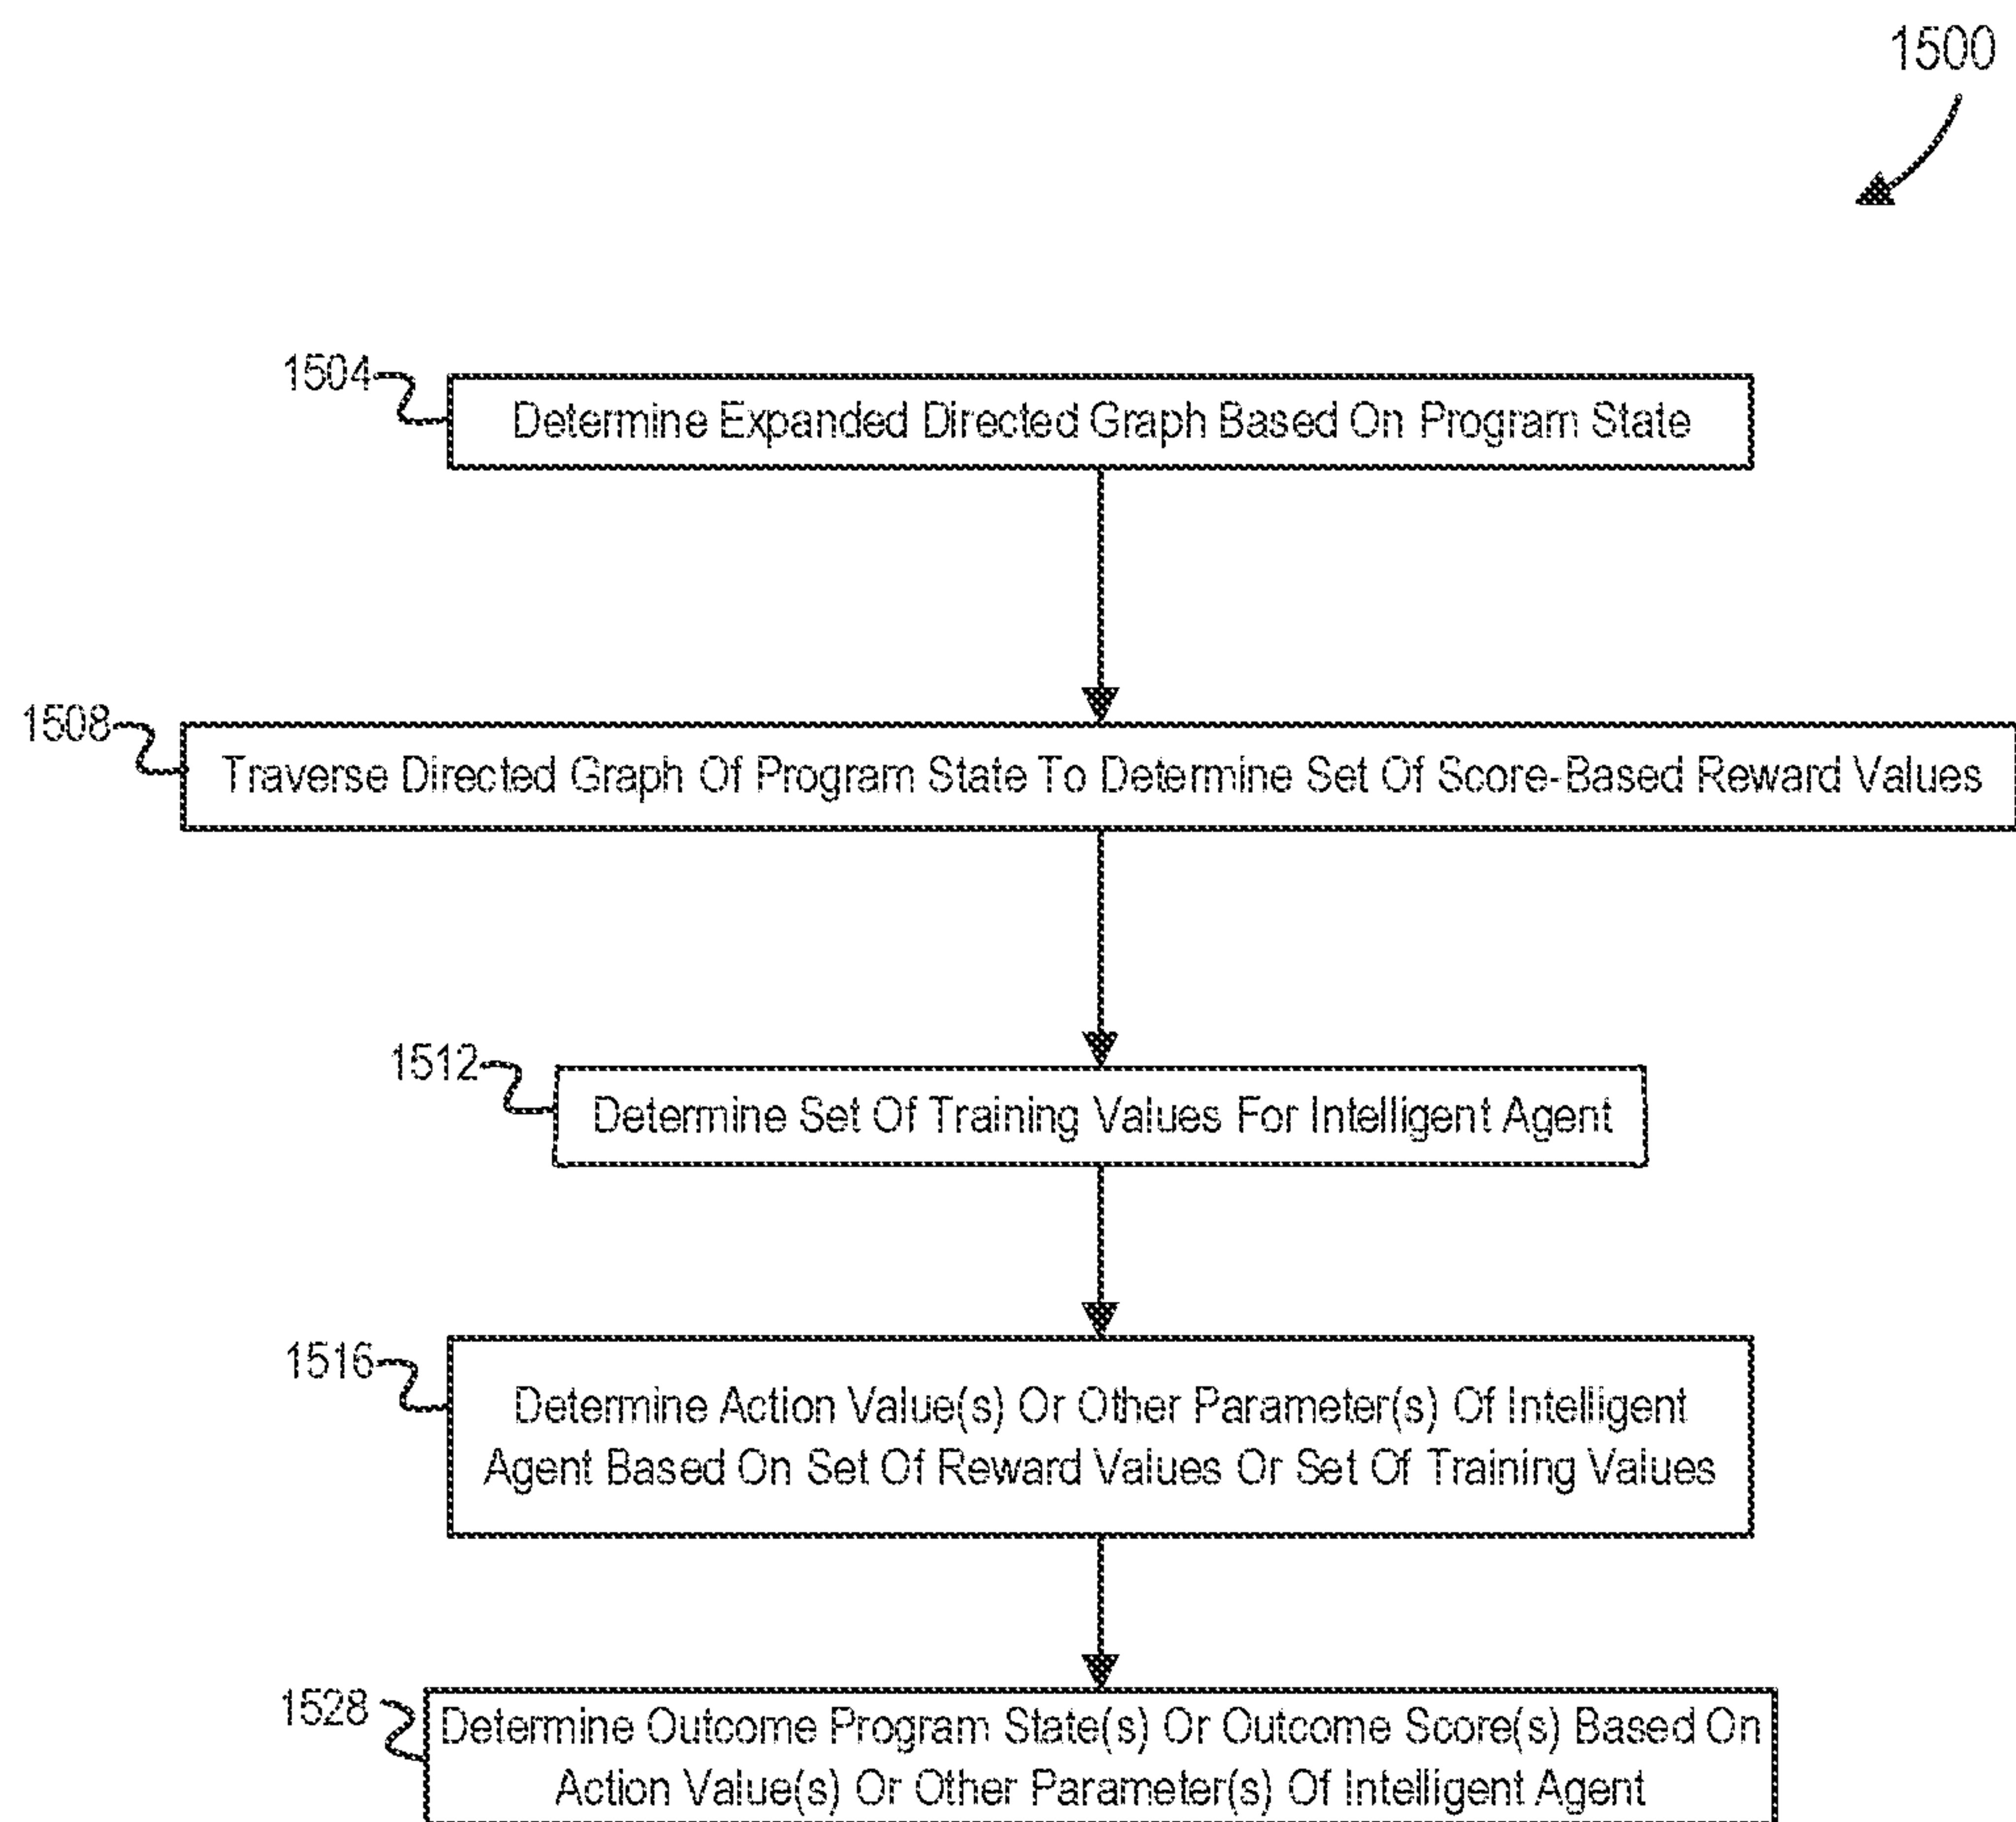 1500
1504
Determine Expanded Directed Graph Based On Program State
1508
Traverse Directed Graph Of Program State To Determine Set Of Score-Based Reward Values
1512
Determine Set Of Training Values For Intelligent Agent
1516
Determine Action Value(s) Or Other Parameter(s) Of Intelligent
Agent Based On Set Of Reward Values Or Set Of Training Values
1528
Determine Outcome Program State(s) Or Outcome Score(s) Based On
Action Value(s) Or Other Parameter(s) Of Intelligent Agent